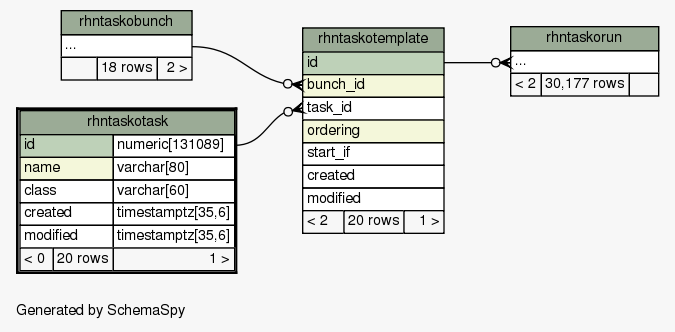 rhntaskobunch
...
18 rows 2 >
rhntaskotask
id numeric[131089]
name varchar[80]
class varchar[60]
created timestamptz[35,6]
modified timestamptz[35,6]
< 0 20 rows 1 >
rhntaskotemplate
id
bunch_id
task_id
ordering
start_if
created
modified
< 2 20 rows 1 >
rhntaskorun
...
< 2 30,177 rows
Generated by SchemaSpy